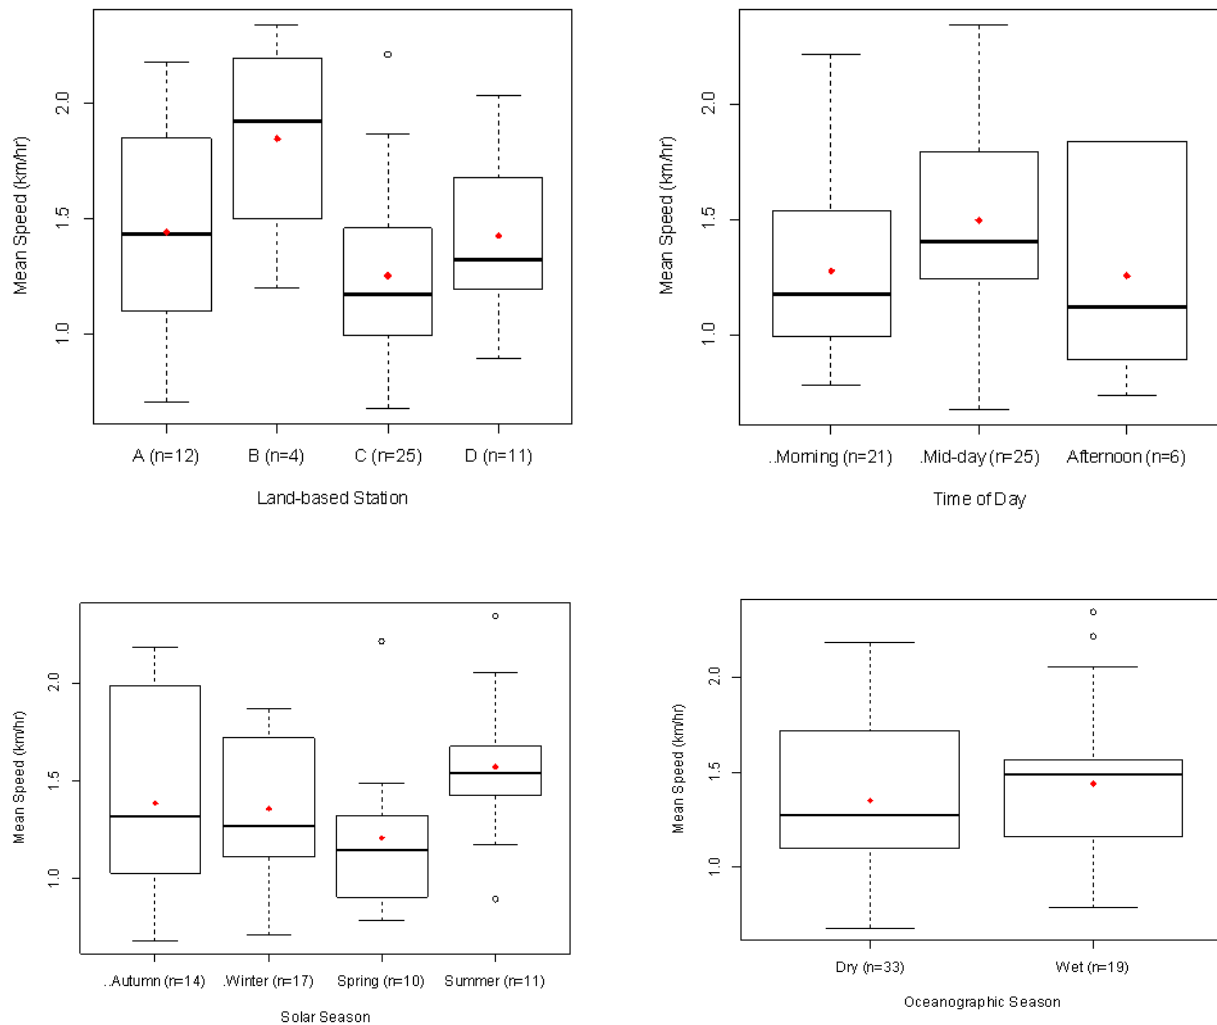 Mean Speed (km/hr)
2.0
1.5
1.0
A (n=12) B (n=4) C (n=25) D (n=11)
Land-based Station
Mean Speed (km/hr)
2.0
1.5
1.0
..Morning (n=21) .Mid-day (n=25) Afternoon (n=6)
Time of Day
Mean Speed (km/hr)
2.0
1.5
1.0
..Autumn (n=14) .Winter (n=17) Spring (n=10) Summer (n=11)
Solar Season
Mean Speed (km/hr)
2.0
1.5
1.0
Dry (n=33) Wet (n=19)
Oceanographic Season